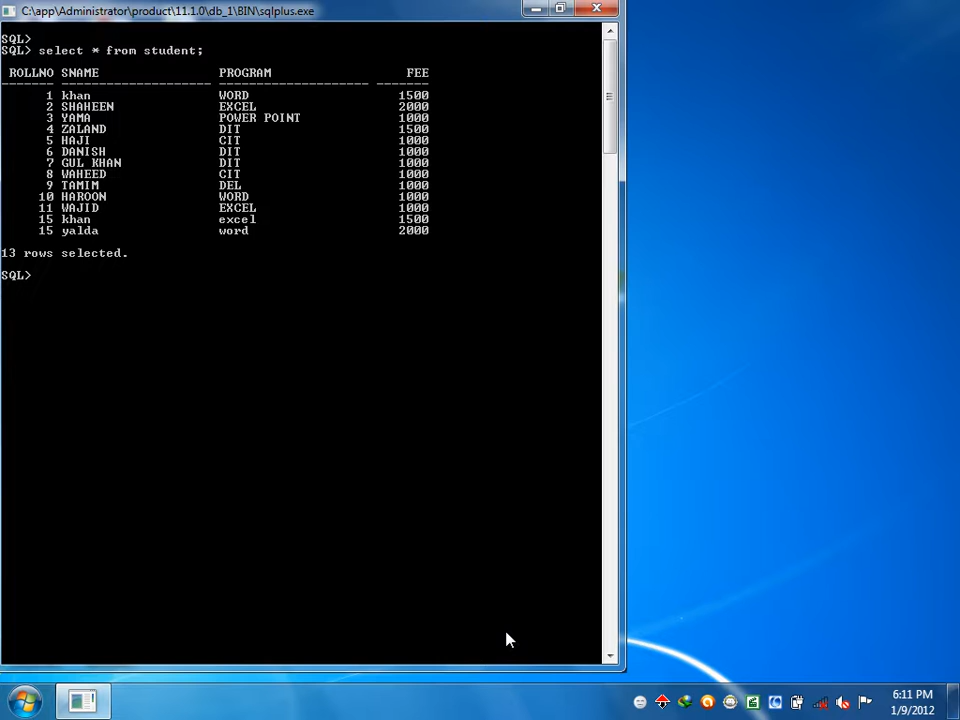 C:\app\Administrator\product\11.1.0\db_1\BIN\sqlplus.exe
SQL>
SQL> select * from student;
ROLLNO SNAME PROGRAM FEE
1 khan WORD 1500
2 SHAHEEN EXCEL 2000
3 YAMA POWER POINT 1000
4 ZALAND DIT 1500
5 HAJI CIT 1000
6 DANISH DIT 1000
7 GUL KHAN DIT 1000
8 WAHEED CIT 1000
9 TAMIM DEL 1000
10 HAROON WORD 1000
11 WAJID EXCEL 1000
15 khan excel 1500
15 yalda word 2000
13 rows selected.
SQL>
6:11 PM
1/9/2012